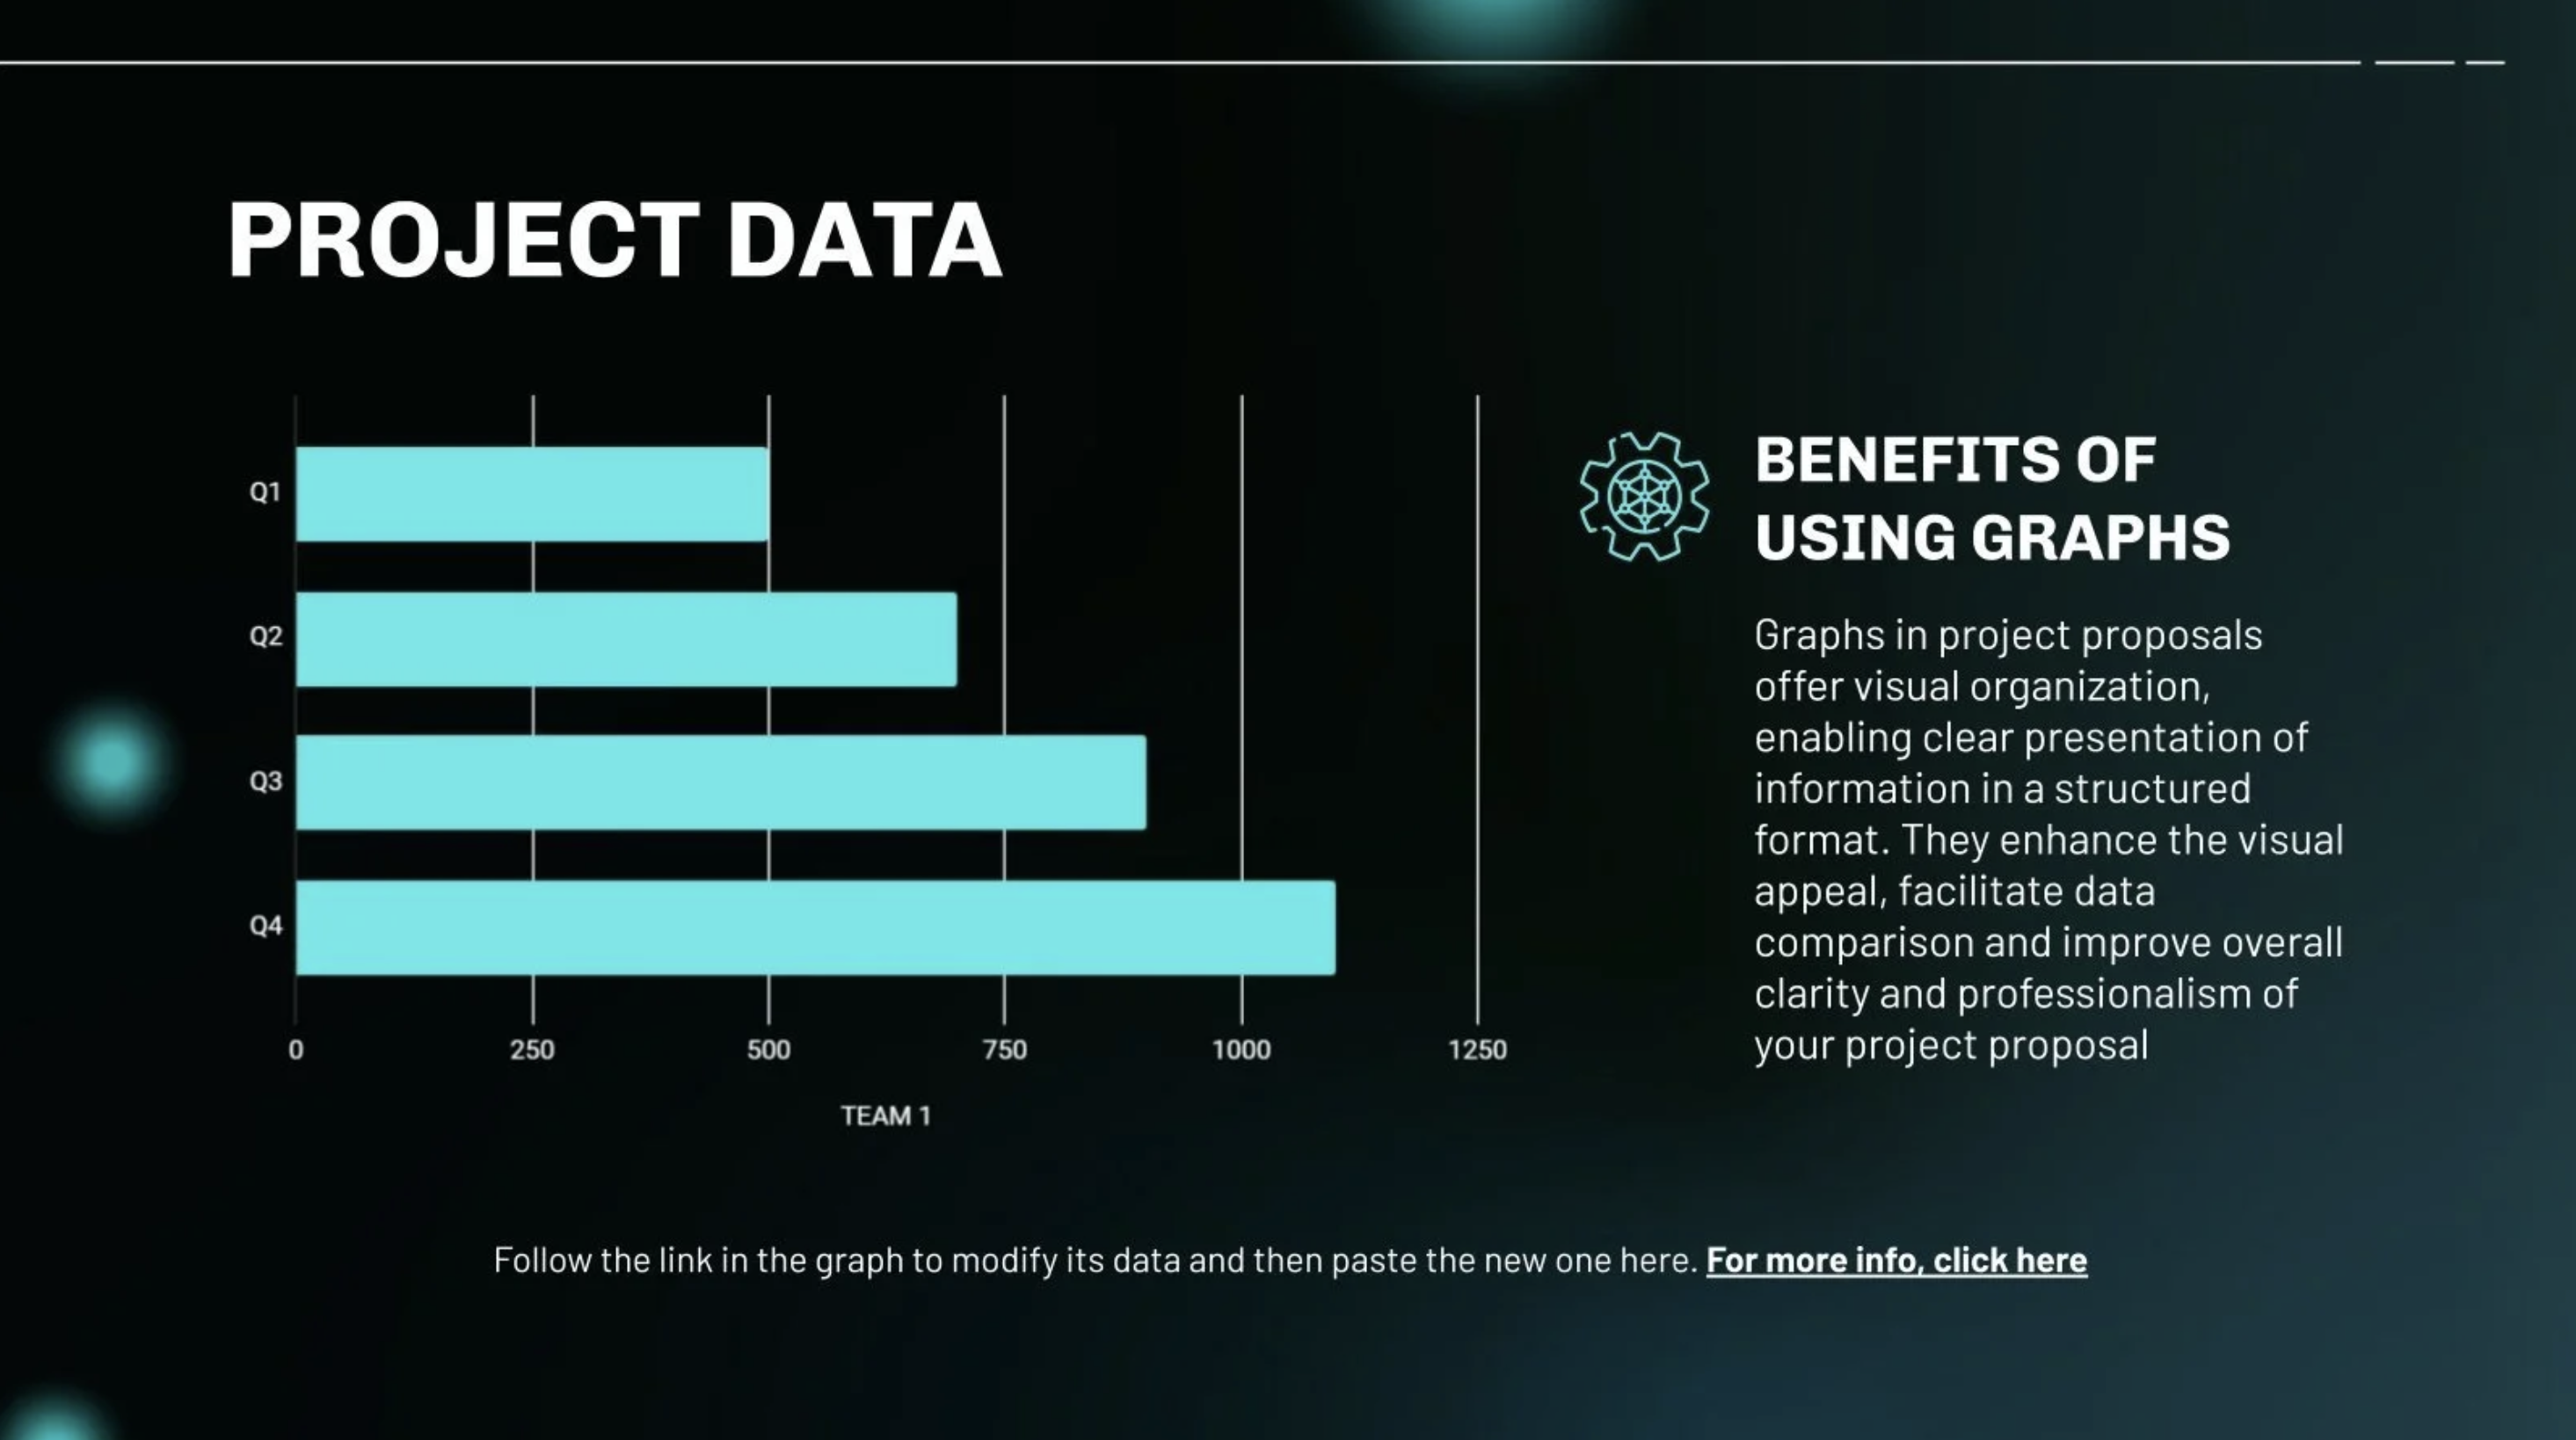 PROJECT DATA
Q1
Q2
Q3
Q4
0 250 500 750 1000 1250
TEAM 1
BENEFITS OF
USING GRAPHS
Graphs in project proposals
offer visual organization,
enabling clear presentation of
information in a structured
format. They enhance the visual
appeal, facilitate data
comparison and improve overall
clarity and professionalism of
your project proposal
Follow the link in the graph to modify its data and then paste the new one here. For more info, click here